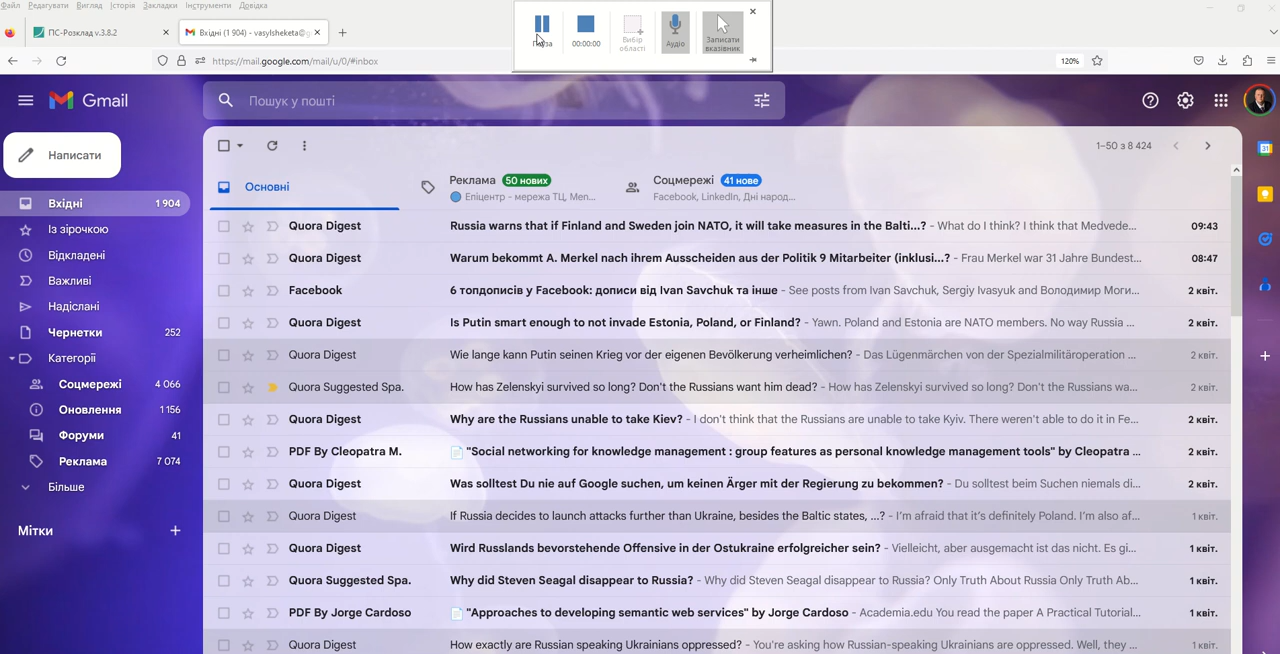 Файл Редагувати Вигляд Історія Закладки Інструменти Довідка
ПС-Розклад v.3.8.2
Вхідні (1 904) - vasylsheketa@
Пауза
00:00:00
Вибір області
Аудіо
Записати вказівник
https://mail.google.com/mail/u/0/#inbox
120%
Gmail
Пошук у пошті
Написати
1–50 з 8 424
Вхідні 1 904
Із зірочкою
Відкладені
Важливі
Надіслані
Чернетки 252
Категорії
Соцмережі 4 066
Оновлення 1 156
Форуми 41
Реклама 7 074
Більше
Мітки
Основні
Реклама 50 нових
Епіцентр - мережа ТЦ, Men...
Соцмережі 41 нове
Facebook, LinkedIn, Дні народ...
Quora Digest Russia warns that if Finland and Sweden join NATO, it will take measures in the Balti...? - What do I think? I think that Medvede... 09:43
Quora Digest Warum bekommt A. Merkel nach ihrem Ausscheiden aus der Politik 9 Mitarbeiter (inklusi...? - Frau Merkel war 31 Jahre Bundest... 08:47
Facebook 6 топдописів у Facebook: дописи від Ivan Savchuk та інше - See posts from Ivan Savchuk, Sergiy Ivasyuk and Володимир Моги... 2 квіт.
Quora Digest Is Putin smart enough to not invade Estonia, Poland, or Finland? - Yawn. Poland and Estonia are NATO members. No way Russia ... 2 квіт.
Quora Digest Wie lange kann Putin seinen Krieg vor der eigenen Bevölkerung verheimlichen? - Das Lügenmärchen von der Spezialmilitäroperation ... 2 квіт.
Quora Suggested Spa. How has Zelenskyi survived so long? Don't the Russians want him dead? - How has Zelenskyi survived so long? Don't the Russians wa... 2 квіт.
Quora Digest Why are the Russians unable to take Kiev? - I don't think that the Russians are unable to take Kyiv. There weren't able to do it in Fe... 2 квіт.
PDF By Cleopatra M. "Social networking for knowledge management : group features as personal knowledge management tools" by Cleopatra ... 2 квіт.
Quora Digest Was solltest Du nie auf Google suchen, um keinen Ärger mit der Regierung zu bekommen? - Du solltest beim Suchen niemals di... 2 квіт.
Quora Digest If Russia decides to launch attacks further than Ukraine, besides the Baltic states, ...? - I'm afraid that it's definitely Poland. I'm also af... 1 квіт.
Quora Digest Wird Russlands bevorstehende Offensive in der Ostukraine erfolgreicher sein? - Vielleicht, aber ausgemacht ist das nicht. Es gi... 1 квіт.
Quora Suggested Spa. Why did Steven Seagal disappear to Russia? - Why did Steven Seagal disappear to Russia? Only Truth About Russia Only Truth Ab... 1 квіт.
PDF By Jorge Cardoso "Approaches to developing semantic web services" by Jorge Cardoso - Academia.edu You read the paper A Practical Tutorial... 1 квіт.
Quora Digest How exactly are Russian speaking Ukrainians oppressed? - You're asking how Russian-speaking Ukrainians are oppressed. Well, they ... 1 квіт.